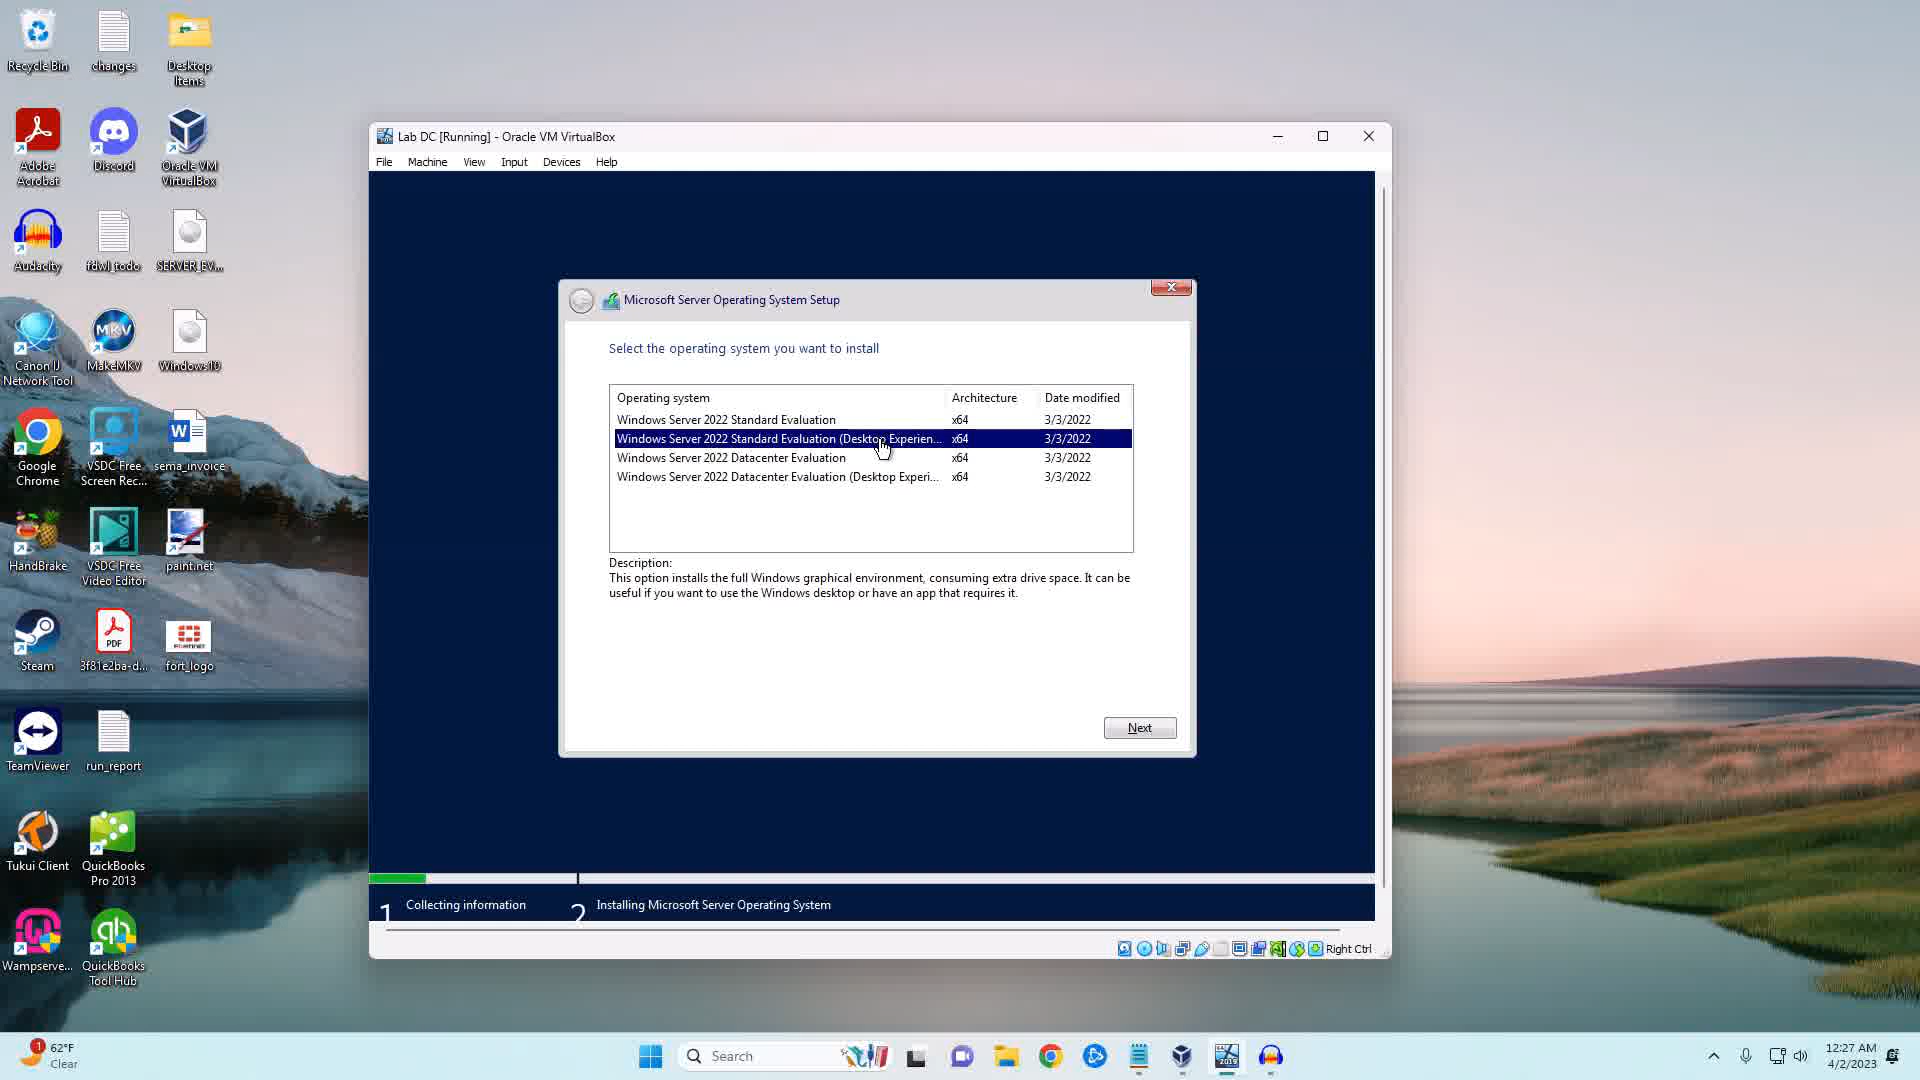 Recycle Bin
changes
Desktop
Items
Adobe
Acrobat
Discord
Oracle VM
VirtualBox
Audacity
fdwl_todo
SERVER_EV...
Canon IJ
Network Tool
MakeMKV
Windows10
Google
Chrome
VSDC Free
Screen Rec...
sema_invoice
HandBrake
VSDC Free
Video Editor
paint.net
Steam
3f81e2ba-d...
fort_logo
TeamViewer
run_report
Tukui Client
QuickBooks
Pro 2013
Wampserve...
QuickBooks
Tool Hub
MKV
PDF
FORTINET
Lab DC [Running] - Oracle VM VirtualBox
File Machine View Input Devices Help
Microsoft Server Operating System Setup
Select the operating system you want to install
Operating system Architecture Date modified
Windows Server 2022 Standard Evaluation x64 3/3/2022
Windows Server 2022 Standard Evaluation (Desktop Experien... x64 3/3/2022
Windows Server 2022 Datacenter Evaluation x64 3/3/2022
Windows Server 2022 Datacenter Evaluation (Desktop Experi... x64 3/3/2022
Description:
This option installs the full Windows graphical environment, consuming extra drive space. It can be
useful if you want to use the Windows desktop or have an app that requires it.
Next
1 Collecting information 2 Installing Microsoft Server Operating System
Right Ctrl
1
62°F
Clear
Search
2019
12:27 AM
4/2/2023